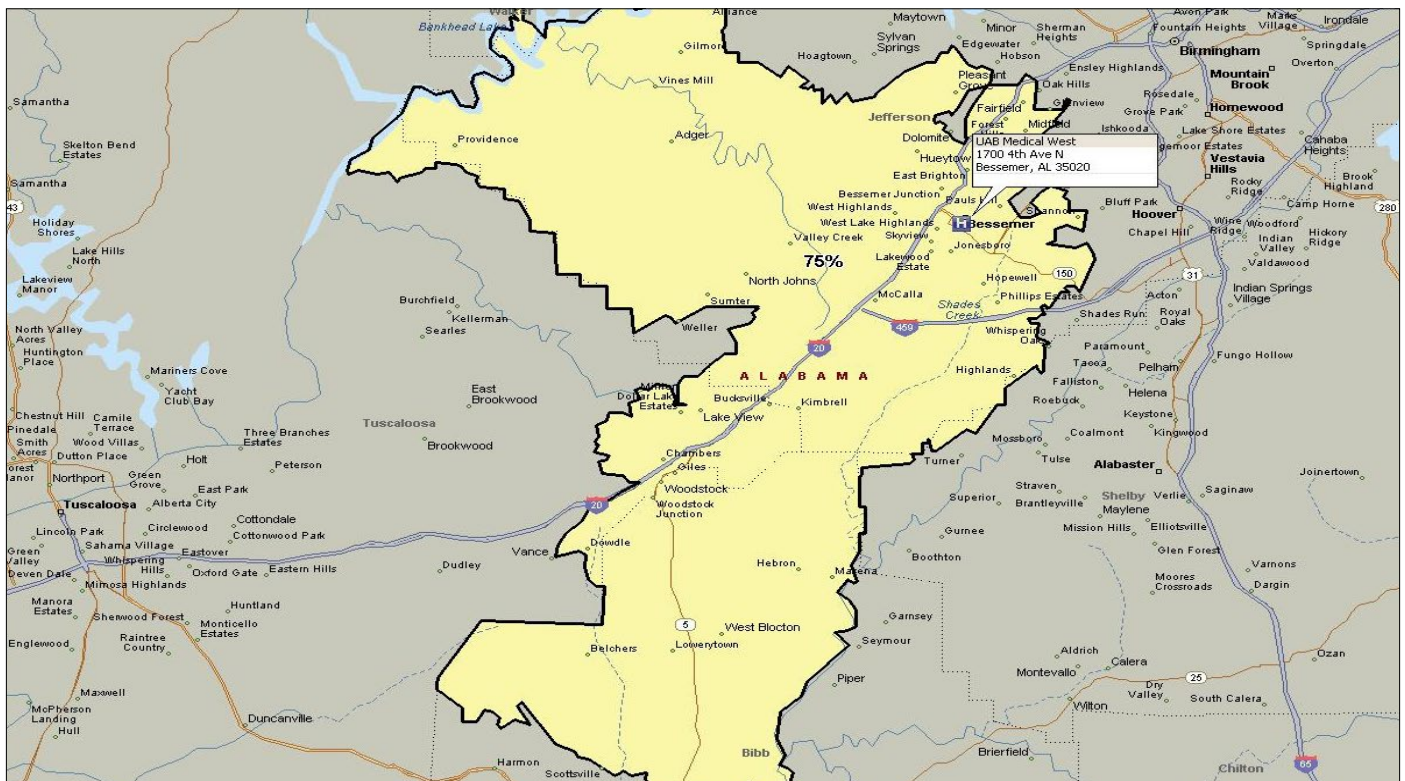 Walker
Bankhead Lake
Alliance
Gilmore
Hoagtown
Maytown
Sylvan
Springs
Minor
Edgewater
Hobson
Sherman
Heights
Avon Park
Fountain Heights
Marks
Village
Irondale
Birmingham
Springdale
Overton
Mountain
Brook
Ensley Highlands
Pleasant
Grove
Oak Hills
Glenview
Rosedale
Grove Park
Homewood
Samantha
Vines Mill
Jefferson
Fairfield
Forest
Midfield
Ishkooda
Lake Shore Estates
Cahaba
Heights
Skelton Bend
Estates
Providence
Adger
Dolomite
Hueytown
UAB Medical West
1700 4th Ave N
Bessemer, AL 35020
Vestavia
Hills
Rocky
Ridge
Brook
Highland
Samantha
43
East Brighton
Bessemer Junction
West Highlands
West Lake Highlands
Skyview
H
Bessemer
Shannon
Bluff Park
Hoover
Chapel Hill
Camp Horne
280
Wine
Ridge
Woodford
Indian
Valley
Hickory
Ridge
Valdawood
Holiday
Shores
Lake Hills
North
Lakeview
Manor
Valley Creek
75%
Lakewood
Estate
Jonesboro
North Johns
Hopewell
150
31
Acton
Indian Springs
Village
Burchfield
Kellerman
Searles
Sumter
Weller
McCalla
Shades
Creek
Phillips Estates
Shades Run
Royal
Oaks
459
20
Whispering
Oaks
North Valley
Acres
Huntington
Place
Mariners Cove
Yacht
Club Bay
East
Brookwood
ALABAMA
Dollar Lake
Estates
Bucksville
Kimbrell
Lake View
Highlands
Paramount
Tacoa
Pelham
Fungo Hollow
Falliston
Helena
Roebuck
Keystone
Kingwood
Chestnut Hill
Pinedale
Camile
Terrace
Smith
Acres
Wood Villas
Dutton Place
Three Branches
Estates
Tuscaloosa
Brookwood
Holt
Peterson
Northport
Green
Grove
East Park
Alberta City
Tuscaloosa
Chambers
Giles
Woodstock
Woodstock
Junction
Mossboro
Coalmont
Turner
Tulse
Alabaster
Joinertown
Superior
Straven
Brantleyville
Shelby
Maylene
Verlie
Saginaw
Mission Hills
Elliotsville
Gurnee
Glen Forest
Boothton
20
Cottondale
Circlewood
Cottonwood Park
Lincoln Park
Green
Valley
Sahama Village
Eastover
Whispering
Hills
Deven Dale
Oxford Gate
Eastern Hills
Mimosa Highlands
Vance
Dudley
Dowdle
Hebron
Marena
Moores
Crossroads
Varnons
Dargin
Manora
Estates
Huntland
Sherwood Forest
Monticello
Estates
Englewood
Raintree
Country
5
West Blocton
Lowerytown
Belchers
Garnsey
Seymour
Aldrich
Montevallo
Calera
Ozan
Piper
25
Dry
Valley
South Calera
Wilton
Maxwell
McPherson
Landing
Hull
Duncanville
Harmon
Scottsville
Bibb
Brierfield
Chilton
65